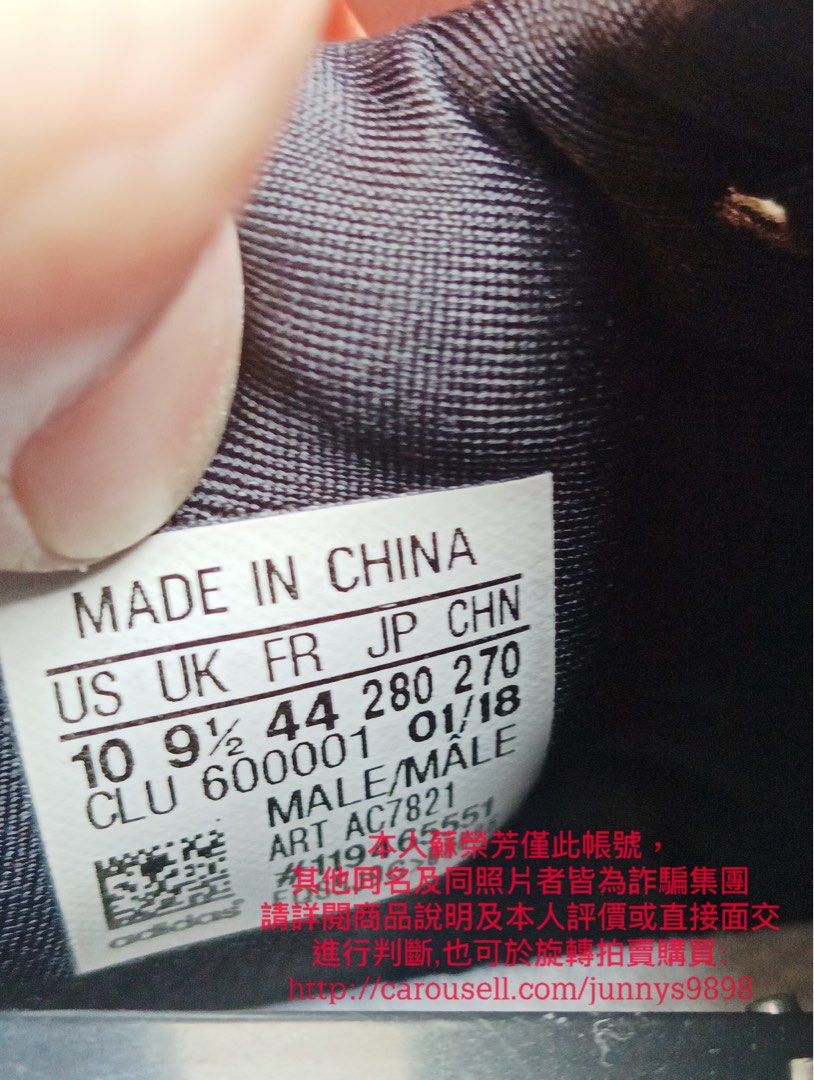 MADE IN CHINA
US UK FR JP CHN
10 9½ 44 280 270
CLU 600001 01/18
MALE/MÂLE
ART AC7821
#119465551
adidas
本人蘇榮芳僅此帳號，
其他同名及同照片者皆為詐騙集團
請詳閱商品說明及本人評價或直接面交
進行判斷,也可於旋轉拍賣購買:
http://carousell.com/junnys9898